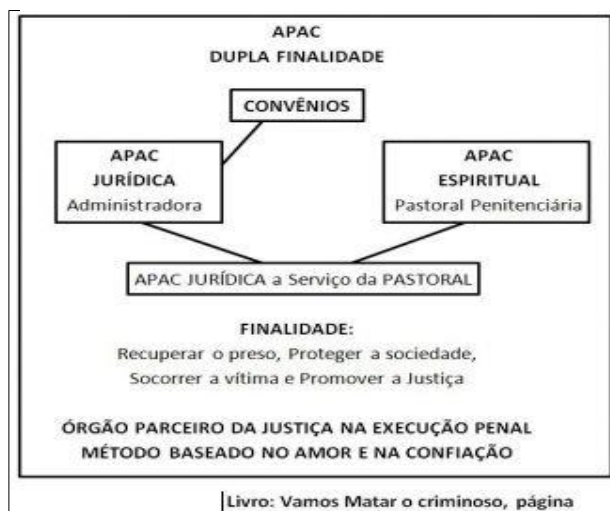 APAC
DUPLA FINALIDADE
CONVÊNIOS
APAC
JURÍDICA
Administradora
APAC
ESPIRITUAL
Pastoral Penitenciária
APAC JURÍDICA a Serviço da PASTORAL
FINALIDADE:
Recuperar o preso, Proteger a sociedade,
Socorrer a vítima e Promover a Justiça
ÓRGÃO PARCEIRO DA JUSTIÇA NA EXECUÇÃO PENAL
MÉTODO BASEADO NO AMOR E NA CONFIAÇÃO
Livro: Vamos Matar o criminoso, página